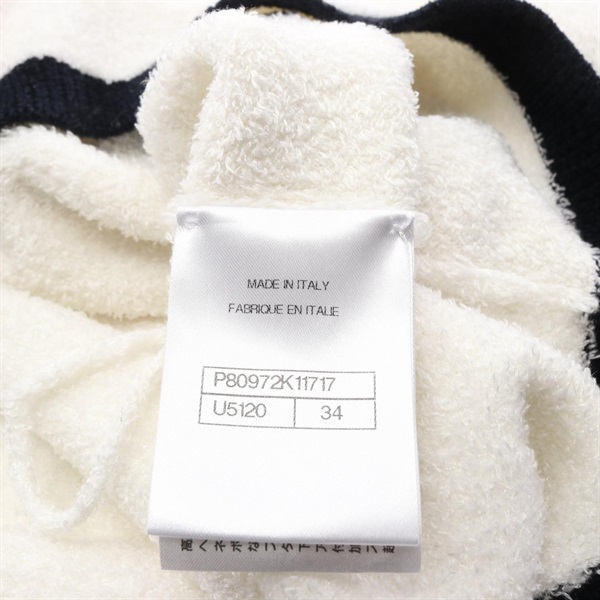 MADE IN ITALY
FABRIQUE EN ITALIE
P80972K11717
U5120 34